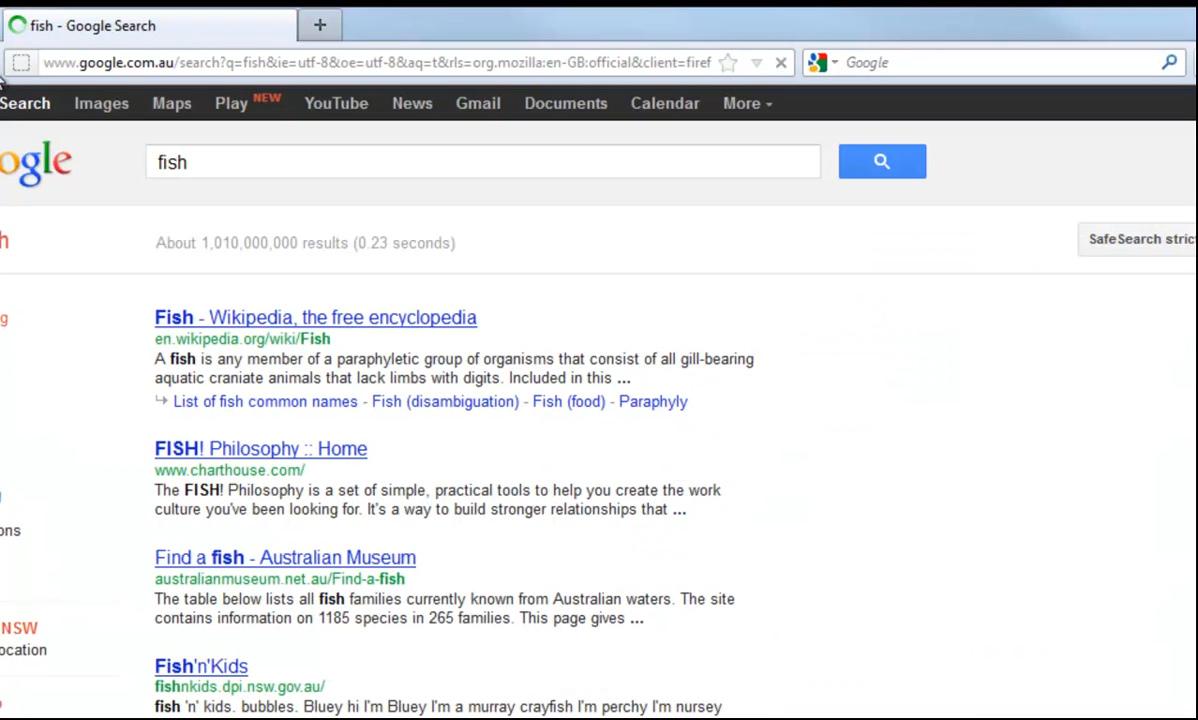 fish - Google Search
www.google.com.au/search?q=fish&ie=utf-8&oe=utf-8&aq=t&rls=org.mozilla:en-GB:official&client=firef
Google
Search Images Maps Play NEW YouTube News Gmail Documents Calendar More
ogle
fish
h
About 1,010,000,000 results (0.23 seconds)
SafeSearch stric
g
Fish - Wikipedia, the free encyclopedia
en.wikipedia.org/wiki/Fish
A fish is any member of a paraphyletic group of organisms that consist of all gill-bearing
aquatic craniate animals that lack limbs with digits. Included in this ...
List of fish common names - Fish (disambiguation) - Fish (food) - Paraphyly
FISH! Philosophy :: Home
www.charthouse.com/
The FISH! Philosophy is a set of simple, practical tools to help you create the work
culture you've been looking for. It's a way to build stronger relationships that ...
ons
Find a fish - Australian Museum
australianmuseum.net.au/Find-a-fish
The table below lists all fish families currently known from Australian waters. The site
contains information on 1185 species in 265 families. This page gives ...
NSW
ocation
Fish'n'Kids
fishnkids.dpi.nsw.gov.au/
fish 'n' kids. bubbles. Bluey hi I'm Bluey I'm a murray crayfish I'm perchy I'm nursey